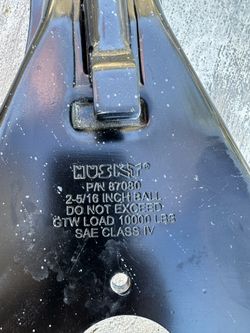 HUSKY®
P/N 87080
2-5/16 INCH BALL
DO NOT EXCEED
GTW LOAD 10000 LBS
SAE CLASS IV